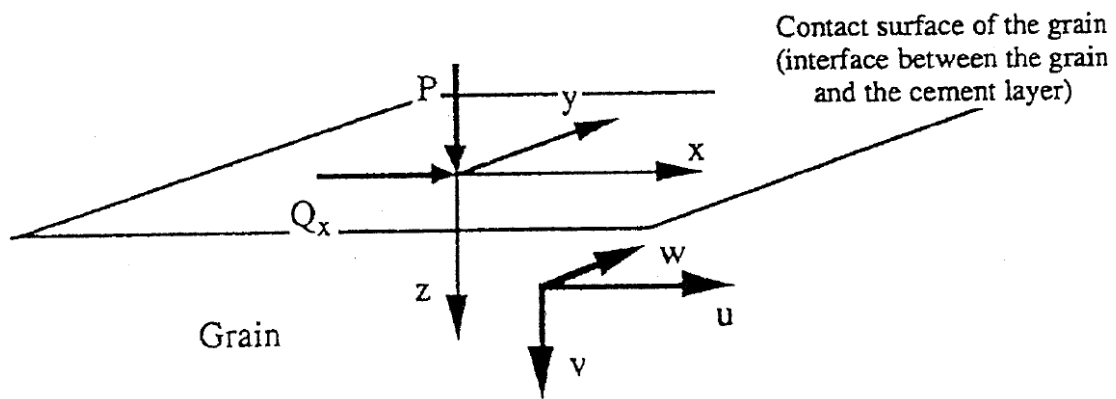 Contact surface of the grain
(interface between the grain
and the cement layer)
P
y
x
Qx
z
w
u
v
Grain